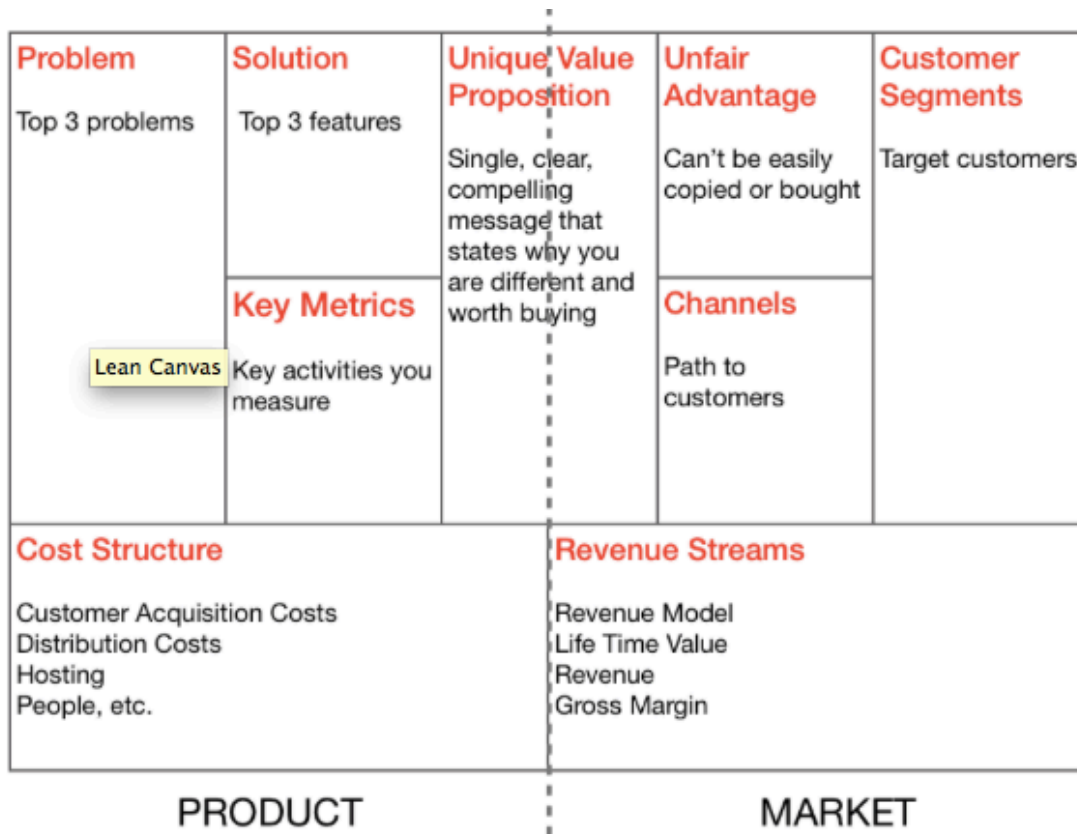 Problem
Top 3 problems
Solution
Top 3 features
Unique Value
Proposition
Single, clear,
compelling
message that
states why you
are different and
worth buying
Unfair
Advantage
Can't be easily
copied or bought
Customer
Segments
Target customers
Key Metrics
Key activities you
measure
Lean Canvas
Channels
Path to
customers
Cost Structure
Customer Acquisition Costs
Distribution Costs
Hosting
People, etc.
Revenue Streams
Revenue Model
Life Time Value
Revenue
Gross Margin
PRODUCT
MARKET